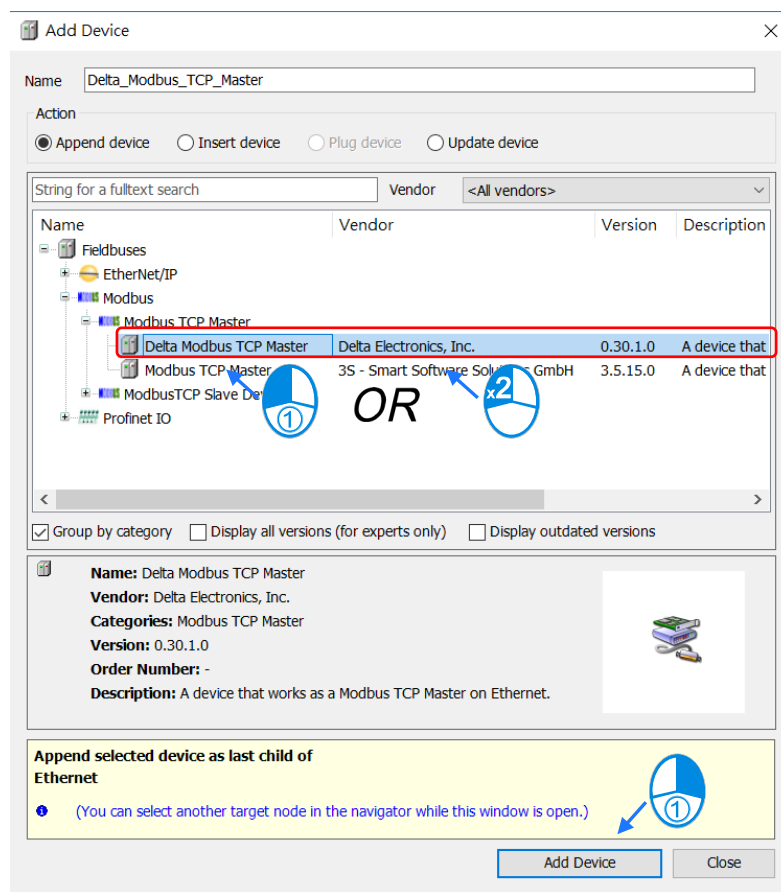 Add Device
Name Delta_Modbus_TCP_Master
Action
Append device Insert device Plug device Update device
String for a fulltext search Vendor <All vendors>
Name Vendor Version Description
Fieldbuses
EtherNet/IP
Modbus
Modbus TCP Master
Delta Modbus TCP Master Delta Electronics, Inc. 0.30.1.0 A device that
Modbus TCP Master 3S - Smart Software GmbH 3.5.15.0 A device that
ModbusTCP Slave
OR
x2
1
Profinet IO
Group by category Display all versions (for experts only) Display outdated versions
Name: Delta Modbus TCP Master
Vendor: Delta Electronics, Inc.
Categories: Modbus TCP Master
Version: 0.30.1.0
Order Number: -
Description: A device that works as a Modbus TCP Master on Ethernet.
Append selected device as last child of
Ethernet
(You can select another target node in the navigator while this window is open.)
1
Add Device Close